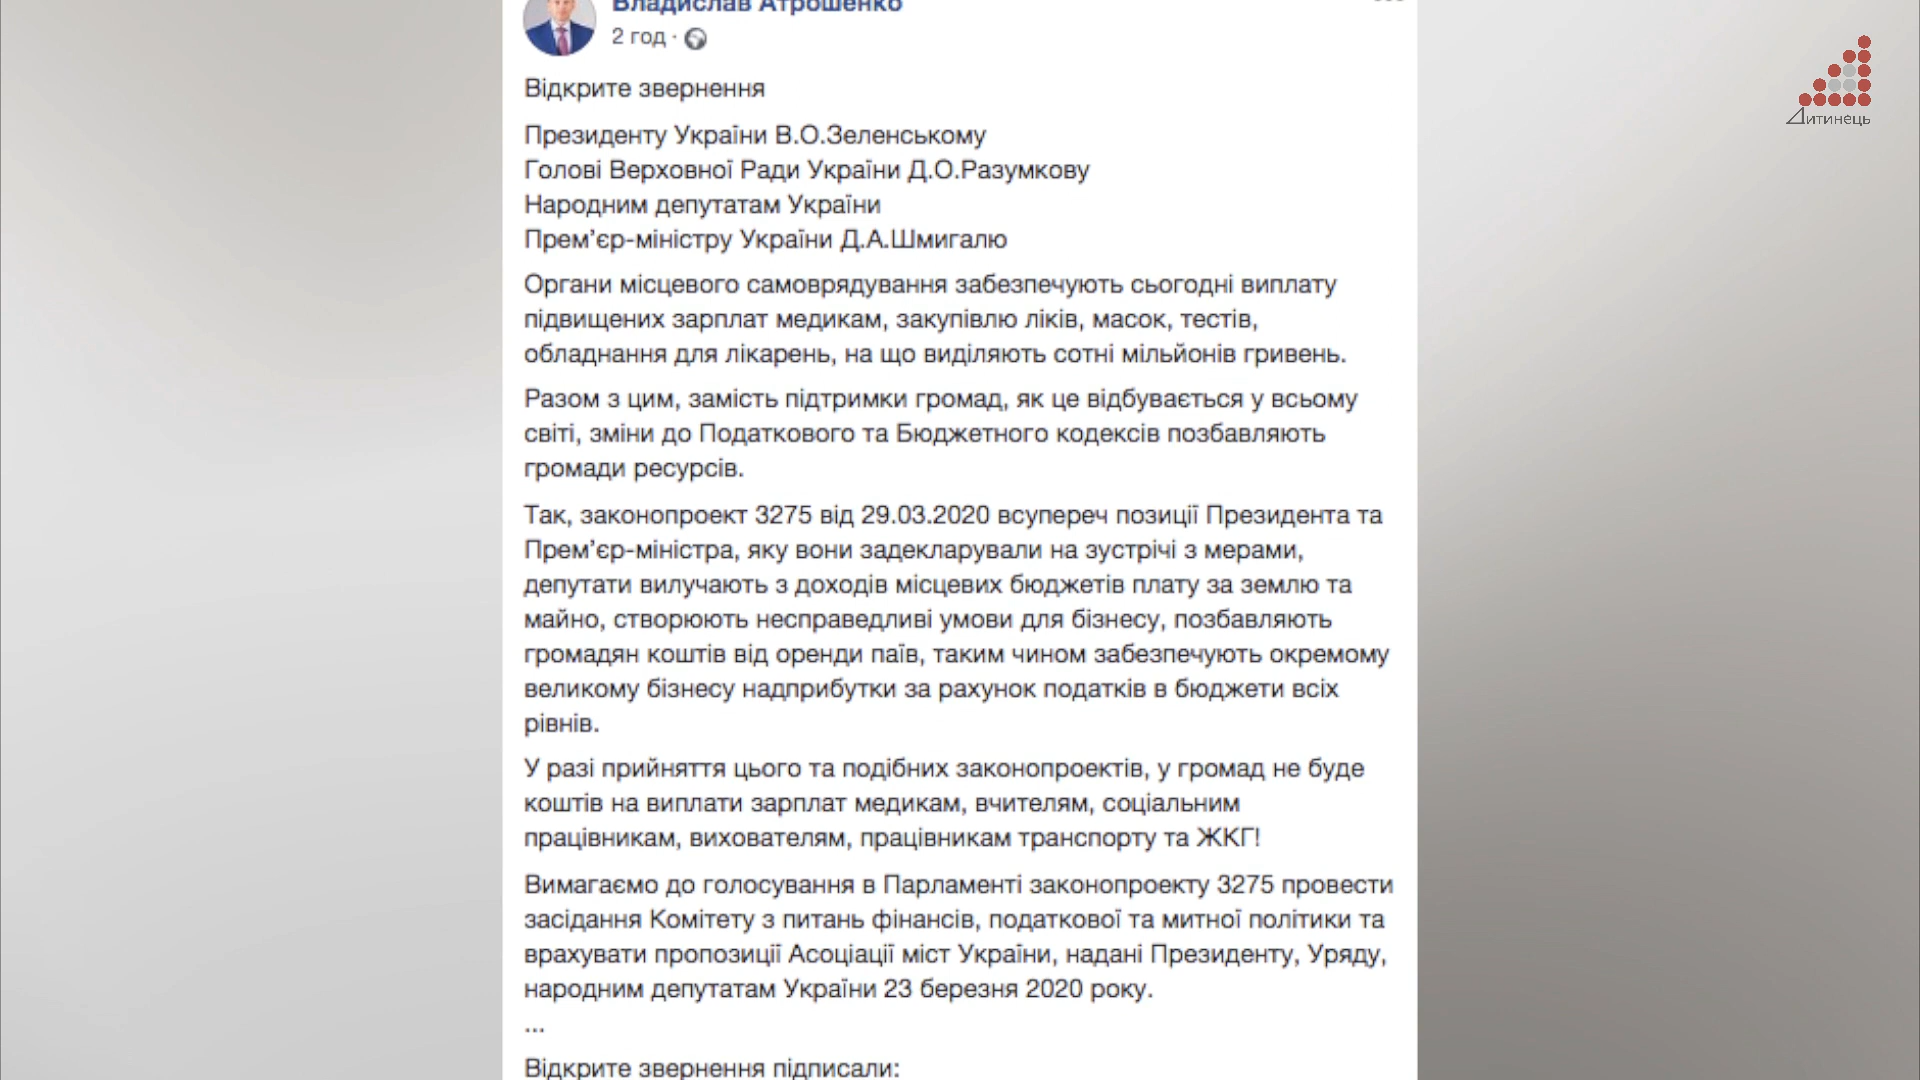 Владислав Атрошенко
2 год ·
Відкрите звернення
Президенту України В.О.Зеленському
Голові Верховної Ради України Д.О.Разумкову
Народним депутатам України
Прем’єр-міністру України Д.А.Шмигалю
Органи місцевого самоврядування забезпечують сьогодні виплату
підвищених зарплат медикам, закупівлю ліків, масок, тестів,
обладнання для лікарень, на що виділяють сотні мільйонів гривень.
Разом з цим, замість підтримки громад, як це відбувається у всьому
світі, зміни до Податкового та Бюджетного кодексів позбавляють
громади ресурсів.
Так, законопроект 3275 від 29.03.2020 всупереч позиції Президента та
Прем’єр-міністра, яку вони задекларували на зустрічі з мерами,
депутати вилучають з доходів місцевих бюджетів плату за землю та
майно, створюють несправедливі умови для бізнесу, позбавляють
громадян коштів від оренди паїв, таким чином забезпечують окремому
великому бізнесу надприбутки за рахунок податків в бюджети всіх
рівнів.
У разі прийняття цього та подібних законопроектів, у громад не буде
коштів на виплати зарплат медикам, вчителям, соціальним
працівникам, вихователям, працівникам транспорту та ЖКГ!
Вимагаємо до голосування в Парламенті законопроекту 3275 провести
засідання Комітету з питань фінансів, податкової та митної політики та
врахувати пропозиції Асоціації міст України, надані Президенту, Уряду,
народним депутатам України 23 березня 2020 року.
...
Відкрите звернення підписали:
Дитинець